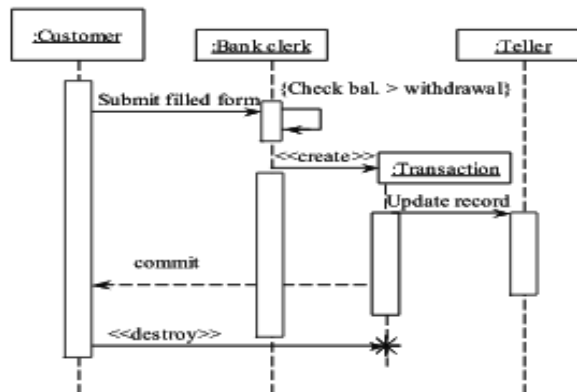 :Customer
:Bank clerk
:Teller
{Check bal. > withdrawal}
Submit filled form
<<create>>
:Transaction
Update record
commit
<<destroy>>